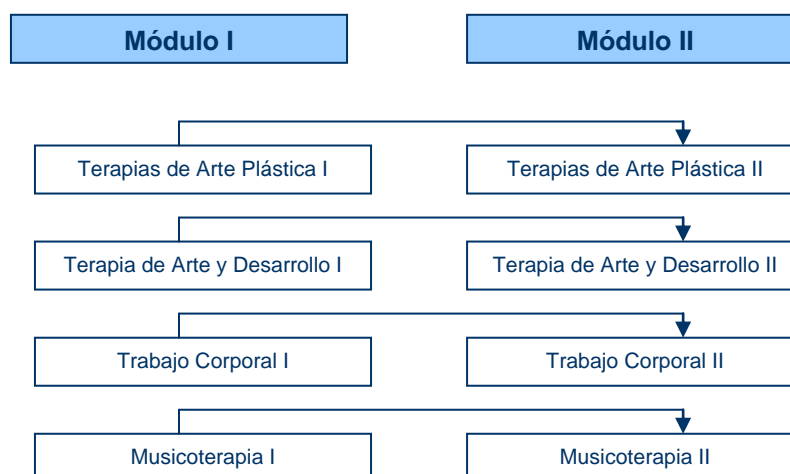 Módulo I
Módulo II
Terapias de Arte Plástica I
Terapias de Arte Plástica II
Terapia de Arte y Desarrollo I
Terapia de Arte y Desarrollo II
Trabajo Corporal I
Trabajo Corporal II
Musicoterapia I
Musicoterapia II